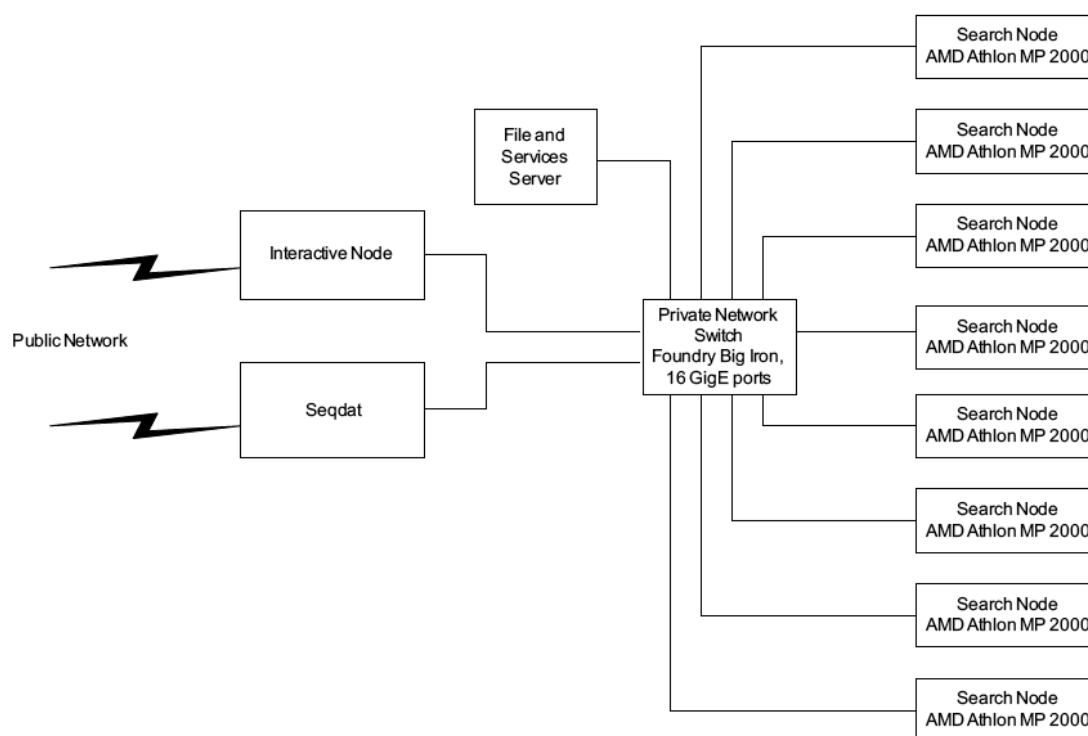 Public Network
Interactive Node
Seqdat
File and
Services
Server
Private Network
Switch
Foundry Big Iron,
16 GigE ports
Search Node
AMD Athlon MP 2000
Search Node
AMD Athlon MP 2000
Search Node
AMD Athlon MP 2000
Search Node
AMD Athlon MP 2000
Search Node
AMD Athlon MP 2000
Search Node
AMD Athlon MP 2000
Search Node
AMD Athlon MP 2000
Search Node
AMD Athlon MP 2000